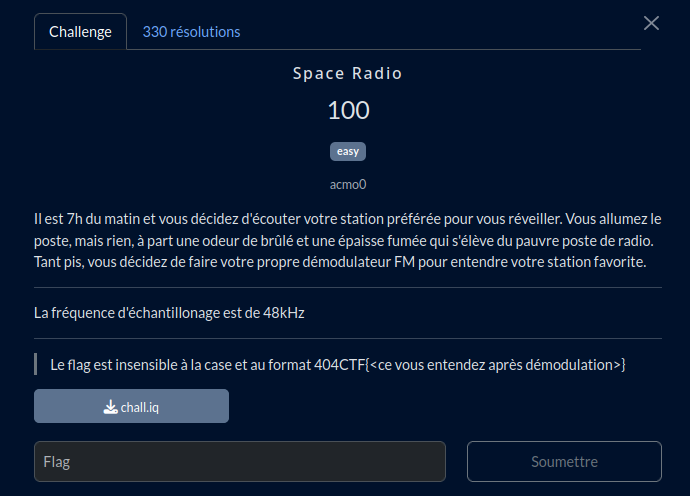 Challenge
330 résolutions
Space Radio
100
easy
acmo0
Il est 7h du matin et vous décidez d'écouter votre station préférée pour vous réveiller. Vous allumez le
poste, mais rien, à part une odeur de brûlé et une épaisse fumée qui s'élève du pauvre poste de radio.
Tant pis, vous décidez de faire votre propre démodulateur FM pour entendre votre station favorite.
La fréquence d'échantillonage est de 48kHz
Le flag est insensible à la case et au format 404CTF{<ce vous entendez après démodulation>}
chall.iq
Flag
Soumettre